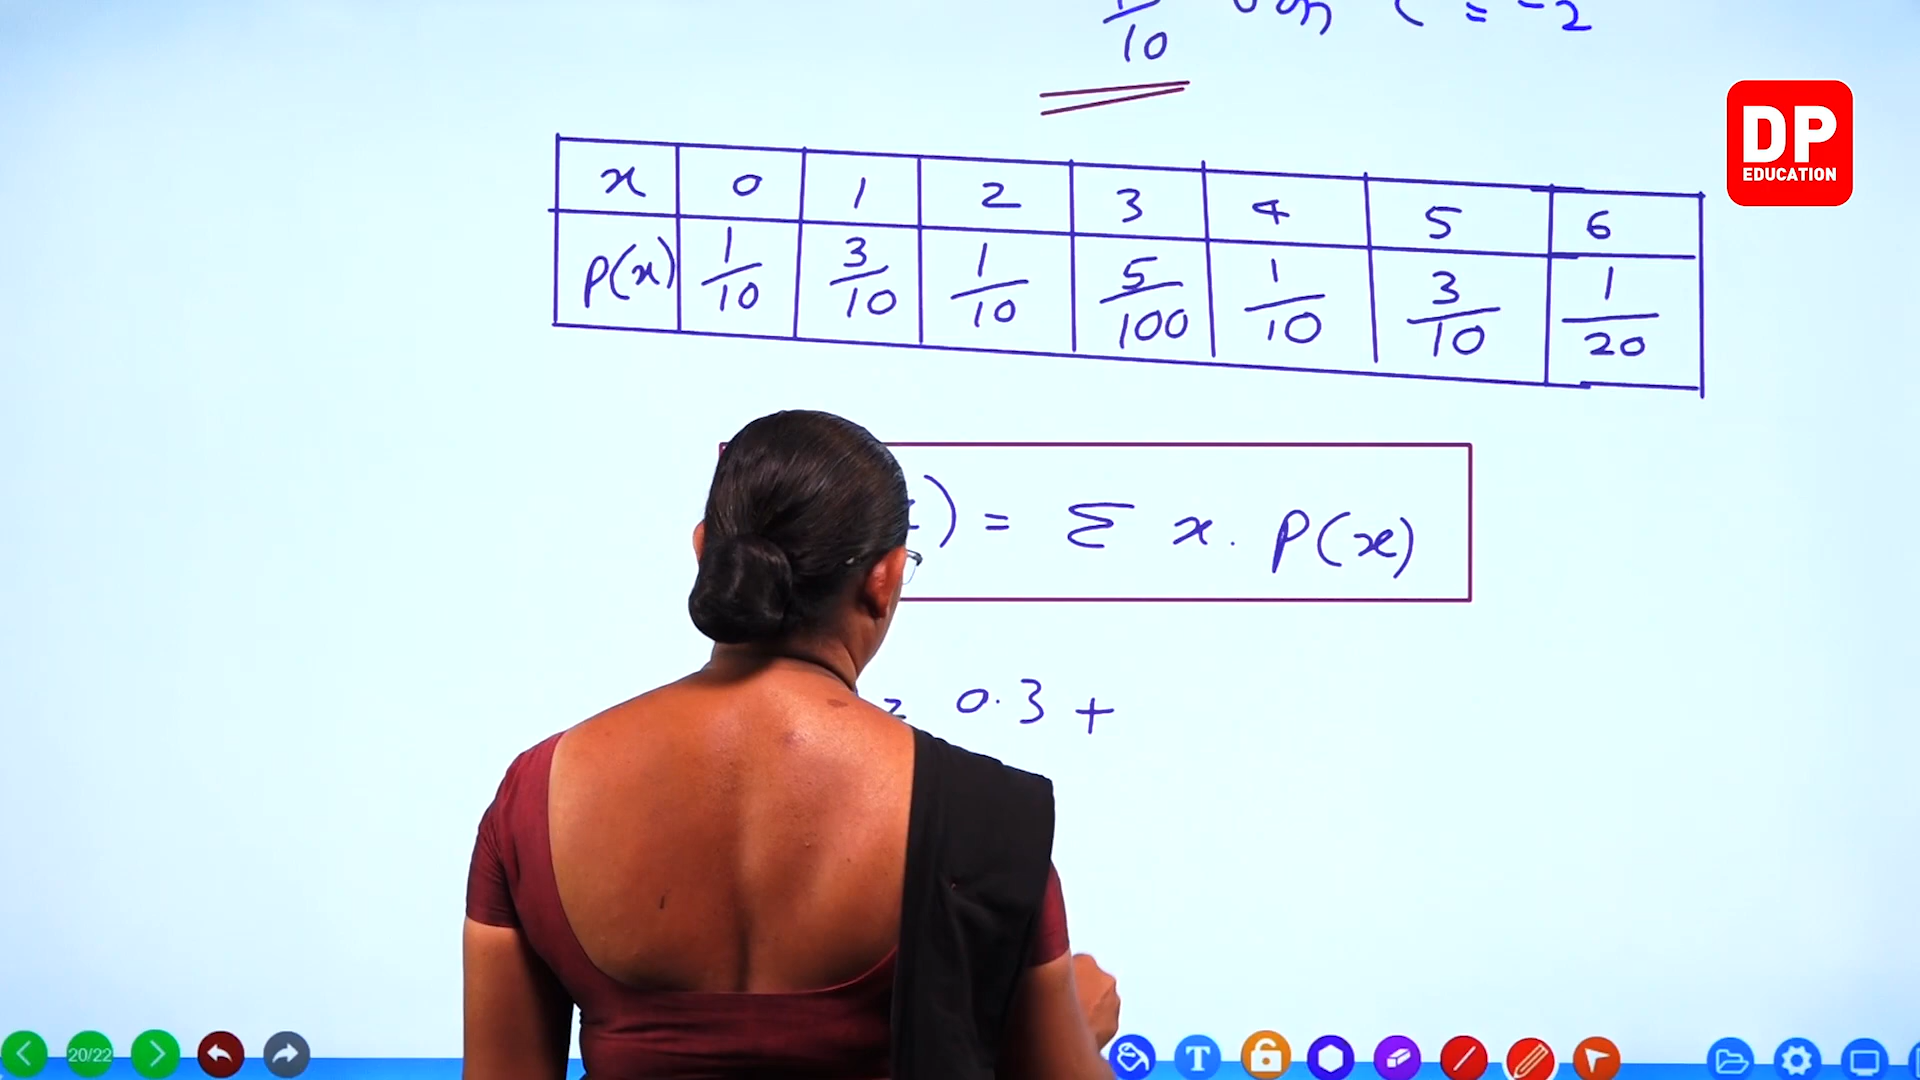 10 = -2
DP
EDUCATION
x 0 1 2 3 4 5 6
P(x) 1/10 3/10 1/10 5/100 1/10 3/10 1/20
) = Σ x. P(x)
= 0.3 +
20/22
T